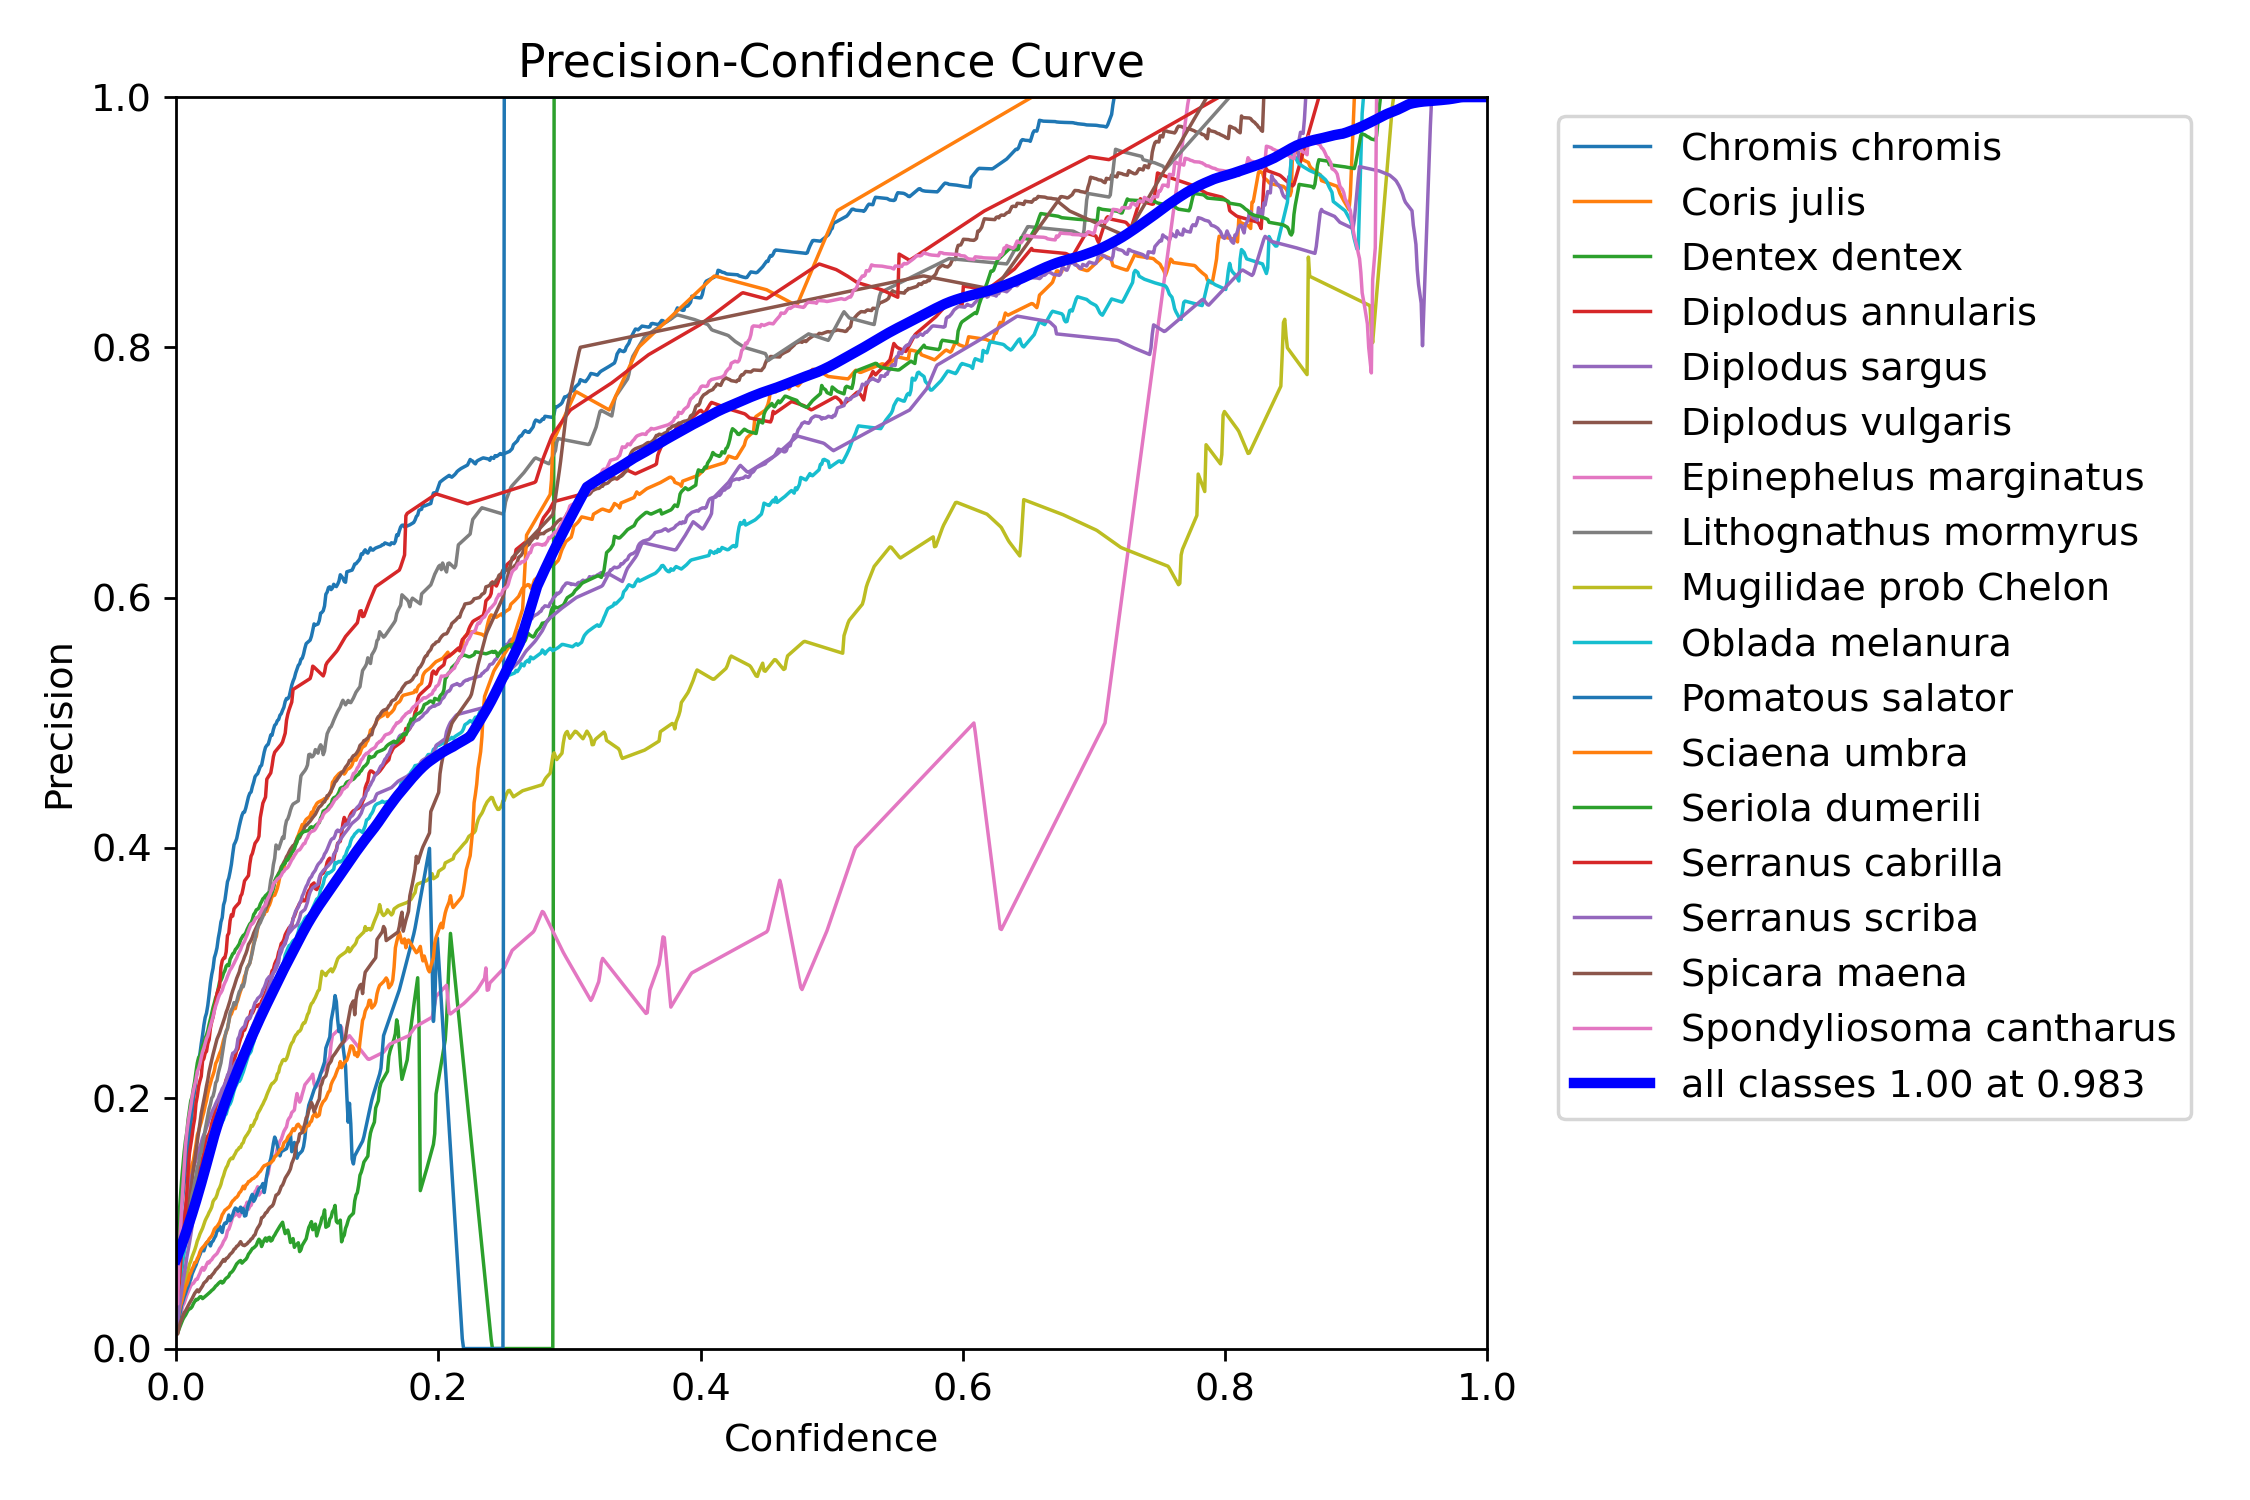 Precision-Confidence Curve
1.0
0.8
0.6
0.4
0.2
0.0
Precision
0.0 0.2 0.4 0.6 0.8 1.0
Confidence
Chromis chromis
Coris julis
Dentex dentex
Diplodus annularis
Diplodus sargus
Diplodus vulgaris
Epinephelus marginatus
Lithognathus mormyrus
Mugilidae prob Chelon
Oblada melanura
Pomatous salator
Sciaena umbra
Seriola dumerili
Serranus cabrilla
Serranus scriba
Spicara maena
Spondyliosoma cantharus
all classes 1.00 at 0.983